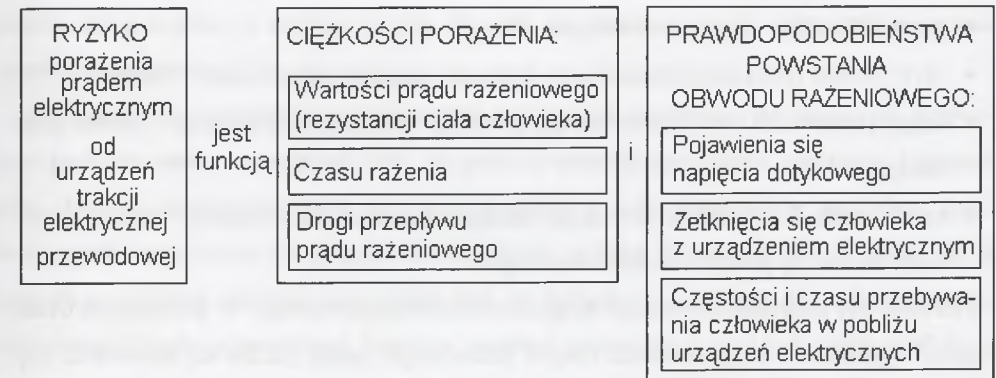 RYZYKO
porażenia
prądem
elektrycznym
od
urządzeń
trakcji
elektrycznej
przewodowej
jest
funkcją
CIĘŻKOŚCI PORAŻENIA:
Wartości prądu rażeniowego
(rezystancji ciała człowieka)
Czasu rażenia
Drogi przepływu
prądu rażeniowego
i
PRAWDOPODOBIEŃSTWA
POWSTANIA
OBWODU RAŻENIOWEGO:
Pojawienia się
napięcia dotykowego
Zetknięcia się człowieka
z urządzeniem elektrycznym
Częstości i czasu przebywa-
nia człowieka w pobliżu
urządzeń elektrycznych